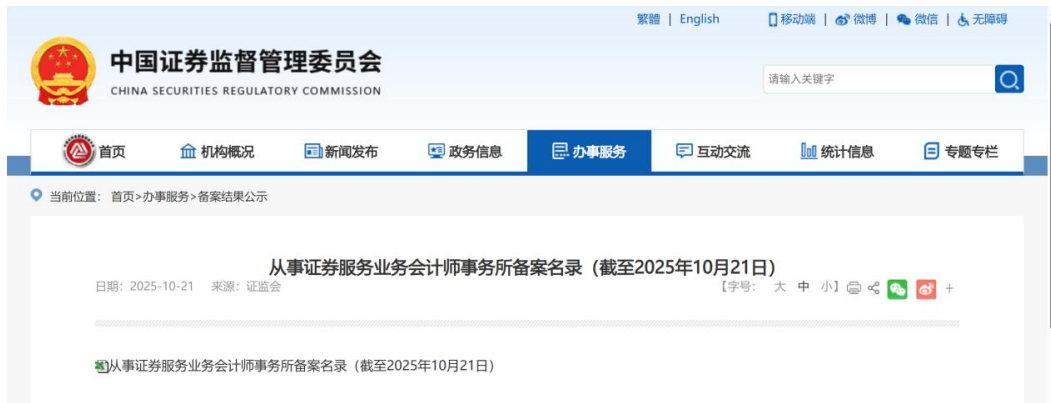 繁體 | English 移动端 | 微博 | 微信 | 无障碍
中国证券监督管理委员会
CHINA SECURITIES REGULATORY COMMISSION
请输入关键字
首页 机构概况 新闻发布 政务信息 办事服务 互动交流 统计信息 专题专栏
当前位置: 首页>办事服务>备案结果公示
从事证券服务业务会计师事务所备案名录（截至2025年10月21日）
日期: 2025-10-21 来源: 证监会 【字号: 大 中 小】 +
从事证券服务业务会计师事务所备案名录（截至2025年10月21日）